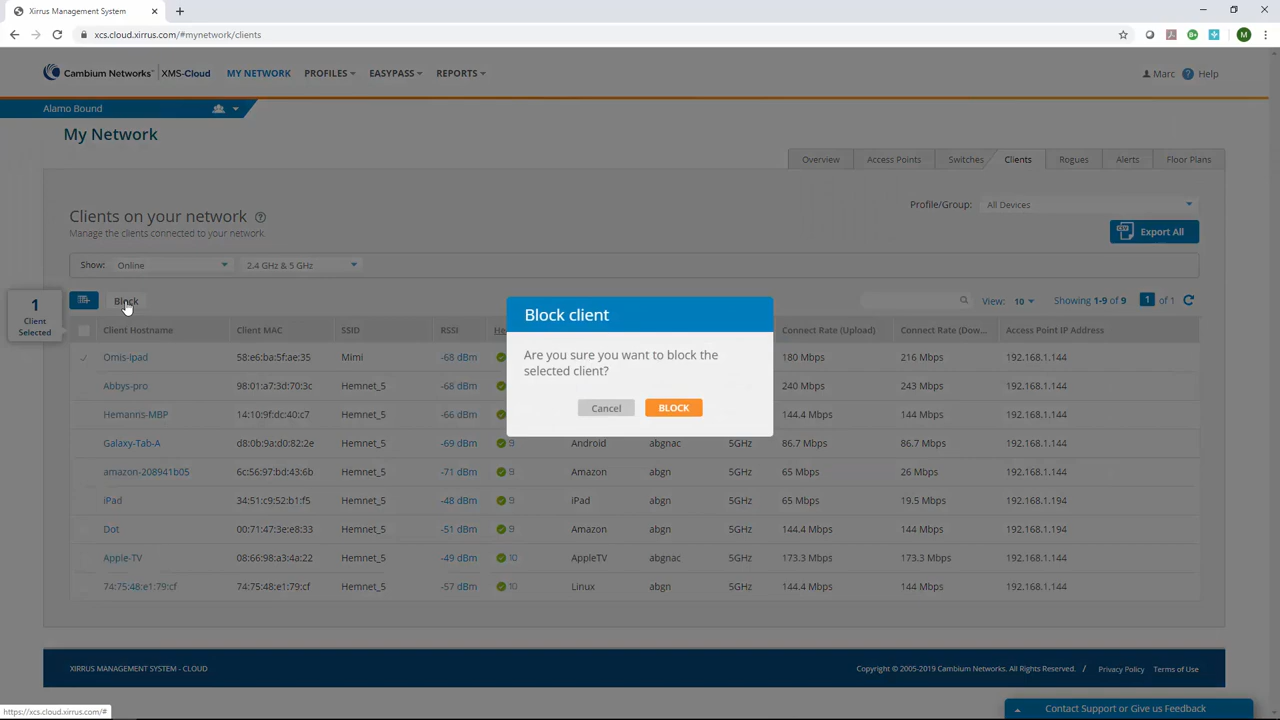 Xirrus Management System
xcs.cloud.xirrus.com/#mynetwork/clients
M
Cambium Networks™ XMS-Cloud MY NETWORK PROFILES EASYPASS REPORTS Marc Help
Alamo Bound
My Network
Overview Access Points Switches Clients Rogues Alerts Floor Plans
Clients on your network
Manage the clients connected to your network.
Profile/Group: All Devices
Export All
Show: Online 2.4 GHz & 5 GHz
1
Client
Selected
Block
View: 10 Showing 1-9 of 9 1 of 1
Client Hostname Client MAC SSID RSSI Connect Rate (Upload) Connect Rate (Dow... Access Point IP Address
Omis-Ipad 58:e6:ba:5f:ae:35 Mimi -68 dBm 180 Mbps 216 Mbps 192.168.1.144
Abbys-pro 98:01:a7:3d:70:3c Hemnet_5 -68 dBm 240 Mbps 243 Mbps 192.168.1.144
Hemanns-MBP 14:10:9f:dc:40:c7 Hemnet_5 -66 dBm 144.4 Mbps 144 Mbps 192.168.1.144
Galaxy-Tab-A d8:0b:9a:d0:82:2e Hemnet_5 -69 dBm 9 Android abgnac 5GHz 86.7 Mbps 86.7 Mbps 192.168.1.144
amazon-208941b05 6c:56:97:bd:43:6b Hemnet_5 -71 dBm 9 Amazon abgn 5GHz 65 Mbps 26 Mbps 192.168.1.144
iPad 34:51:c9:52:b1:f5 Hemnet_5 -48 dBm 9 iPad abgn 5GHz 65 Mbps 19.5 Mbps 192.168.1.194
Dot 00:71:47:3e:e8:33 Hemnet_5 -51 dBm 9 Amazon abgn 5GHz 144.4 Mbps 144 Mbps 192.168.1.194
Apple-TV 08:66:98:a3:4a:22 Hemnet_5 -49 dBm 10 AppleTV abgnac 5GHz 173.3 Mbps 173.3 Mbps 192.168.1.144
74:75:48:e1:79:cf 74:75:48:e1:79:cf Hemnet_5 -57 dBm 10 Linux abgn 5GHz 144.4 Mbps 144 Mbps 192.168.1.144
Block client
Are you sure you want to block the
selected client?
Cancel BLOCK
XIRRUS MANAGEMENT SYSTEM - CLOUD Copyright © 2005-2019 Cambium Networks. All Rights Reserved. / Privacy Policy Terms of Use
https://xcs.cloud.xirrus.com/#
Contact Support or Give us Feedback